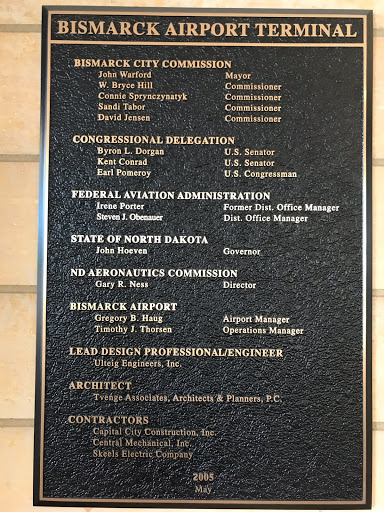 BISMARCK AIRPORT TERMINAL
BISMARCK CITY COMMISSION
John Warford Mayor
W. Bryce Hill Commissioner
Connie Sprynczynatyk Commissioner
Sandi Tabor Commissioner
David Jensen Commissioner
CONGRESSIONAL DELEGATION
Byron L. Dorgan U.S. Senator
Kent Conrad U.S. Senator
Earl Pomeroy U.S. Congressman
FEDERAL AVIATION ADMINISTRATION
Irene Porter Former Dist. Office Manager
Steven J. Obenauer Dist. Office Manager
STATE OF NORTH DAKOTA
John Hoeven Governor
ND AERONAUTICS COMMISSION
Gary R. Ness Director
BISMARCK AIRPORT
Gregory B. Haug Airport Manager
Timothy J. Thorsen Operations Manager
LEAD DESIGN PROFESSIONAL/ENGINEER
Ulteig Engineers, Inc.
ARCHITECT
Tvenge Associates, Architects & Planners, P.C.
CONTRACTORS
Capital City Construction, Inc.
Central Mechanical, Inc.
Skeels Electric Company
2005
May